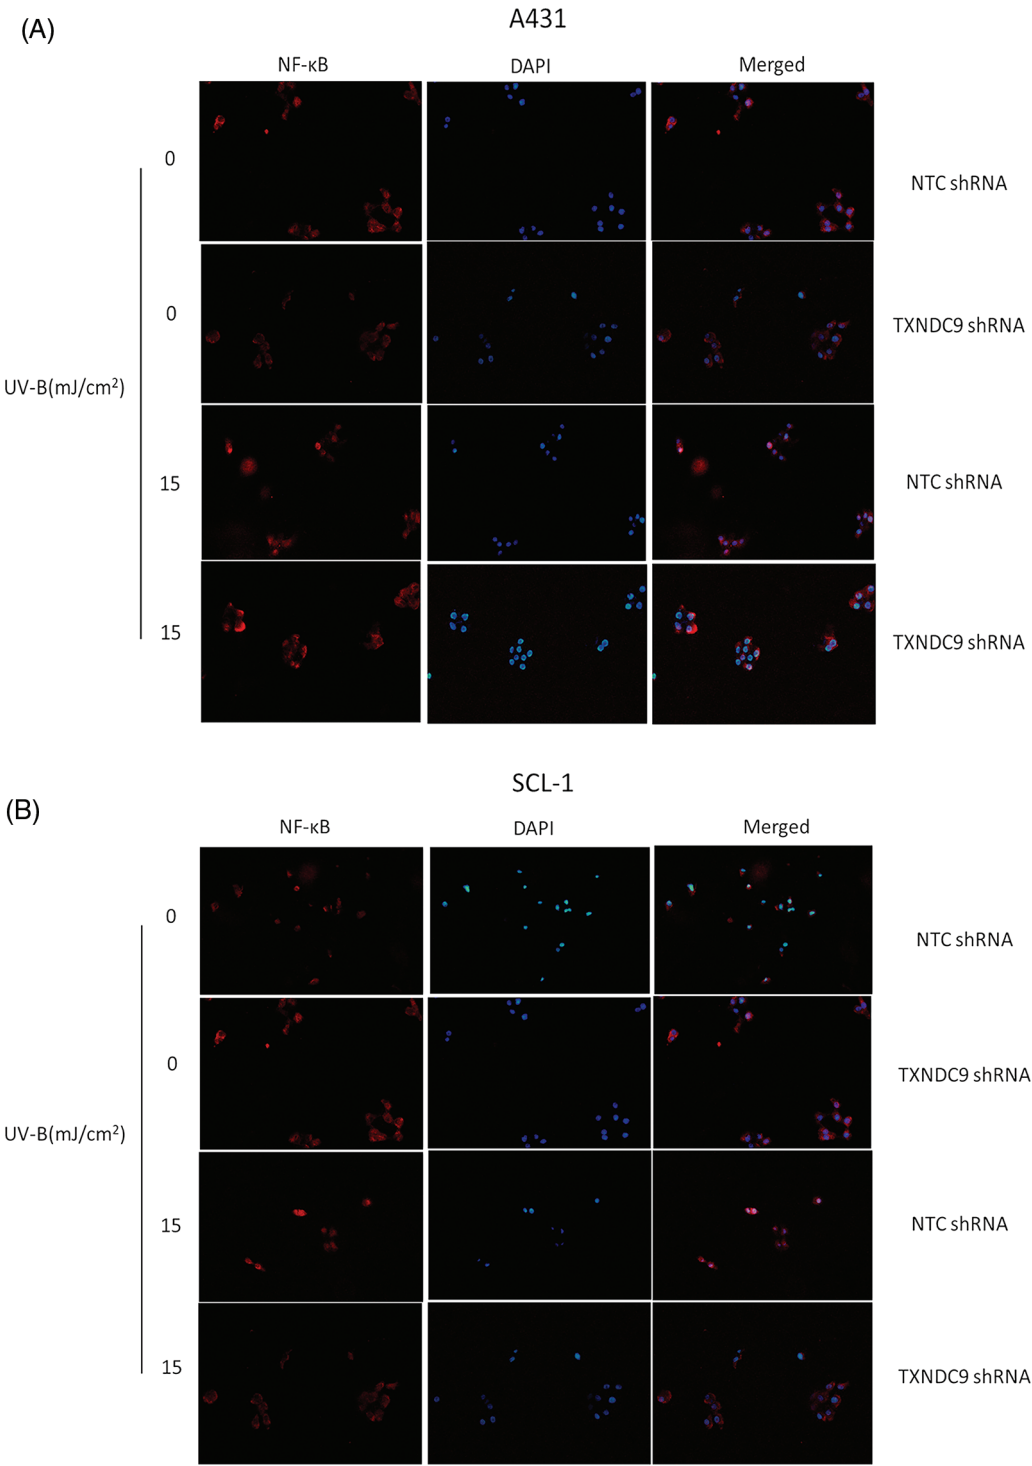 (A)
A431
NF-κB DAPI Merged
0
NTC shRNA
0
TXNDC9 shRNA
UV-B(mJ/cm²)
15
NTC shRNA
15
TXNDC9 shRNA
(B)
SCL-1
NF-κB DAPI Merged
0
NTC shRNA
0
TXNDC9 shRNA
UV-B(mJ/cm²)
15
NTC shRNA
15
TXNDC9 shRNA